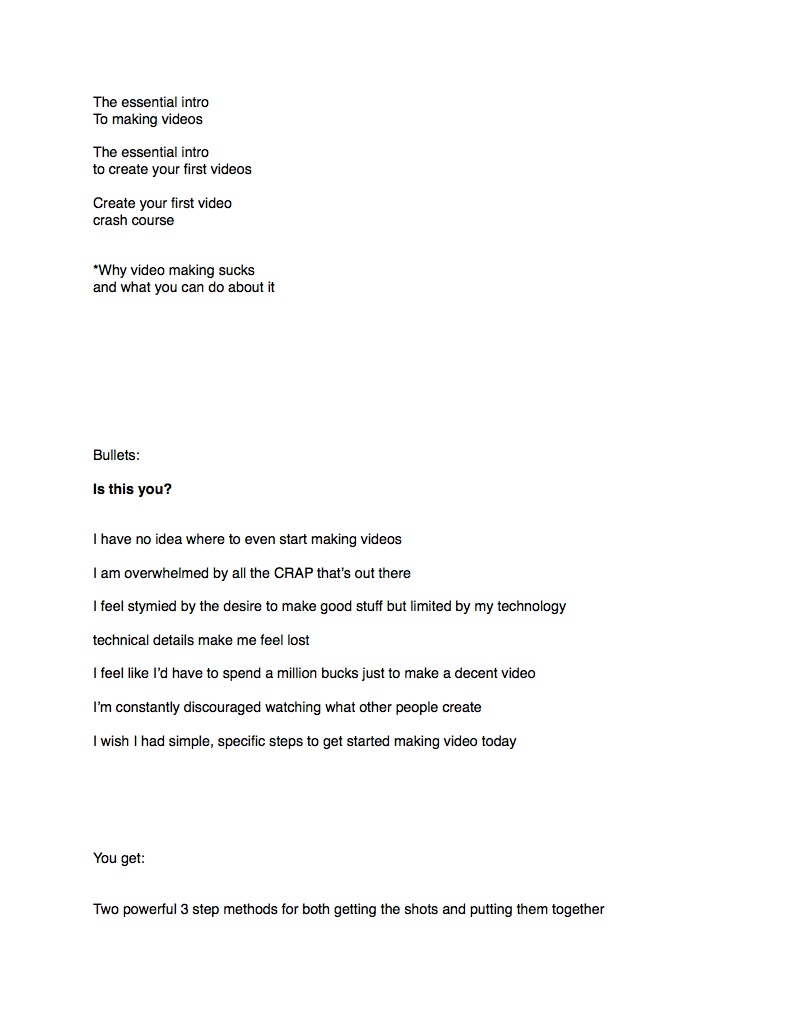 The essential intro
To making videos
The essential intro
to create your first videos
Create your first video
crash course
*Why video making sucks
and what you can do about it
Bullets:
Is this you?
I have no idea where to even start making videos
I am overwhelmed by all the CRAP that’s out there
I feel stymied by the desire to make good stuff but limited by my technology
technical details make me feel lost
I feel like I’d have to spend a million bucks just to make a decent video
I’m constantly discouraged watching what other people create
I wish I had simple, specific steps to get started making video today
You get:
Two powerful 3 step methods for both getting the shots and putting them together